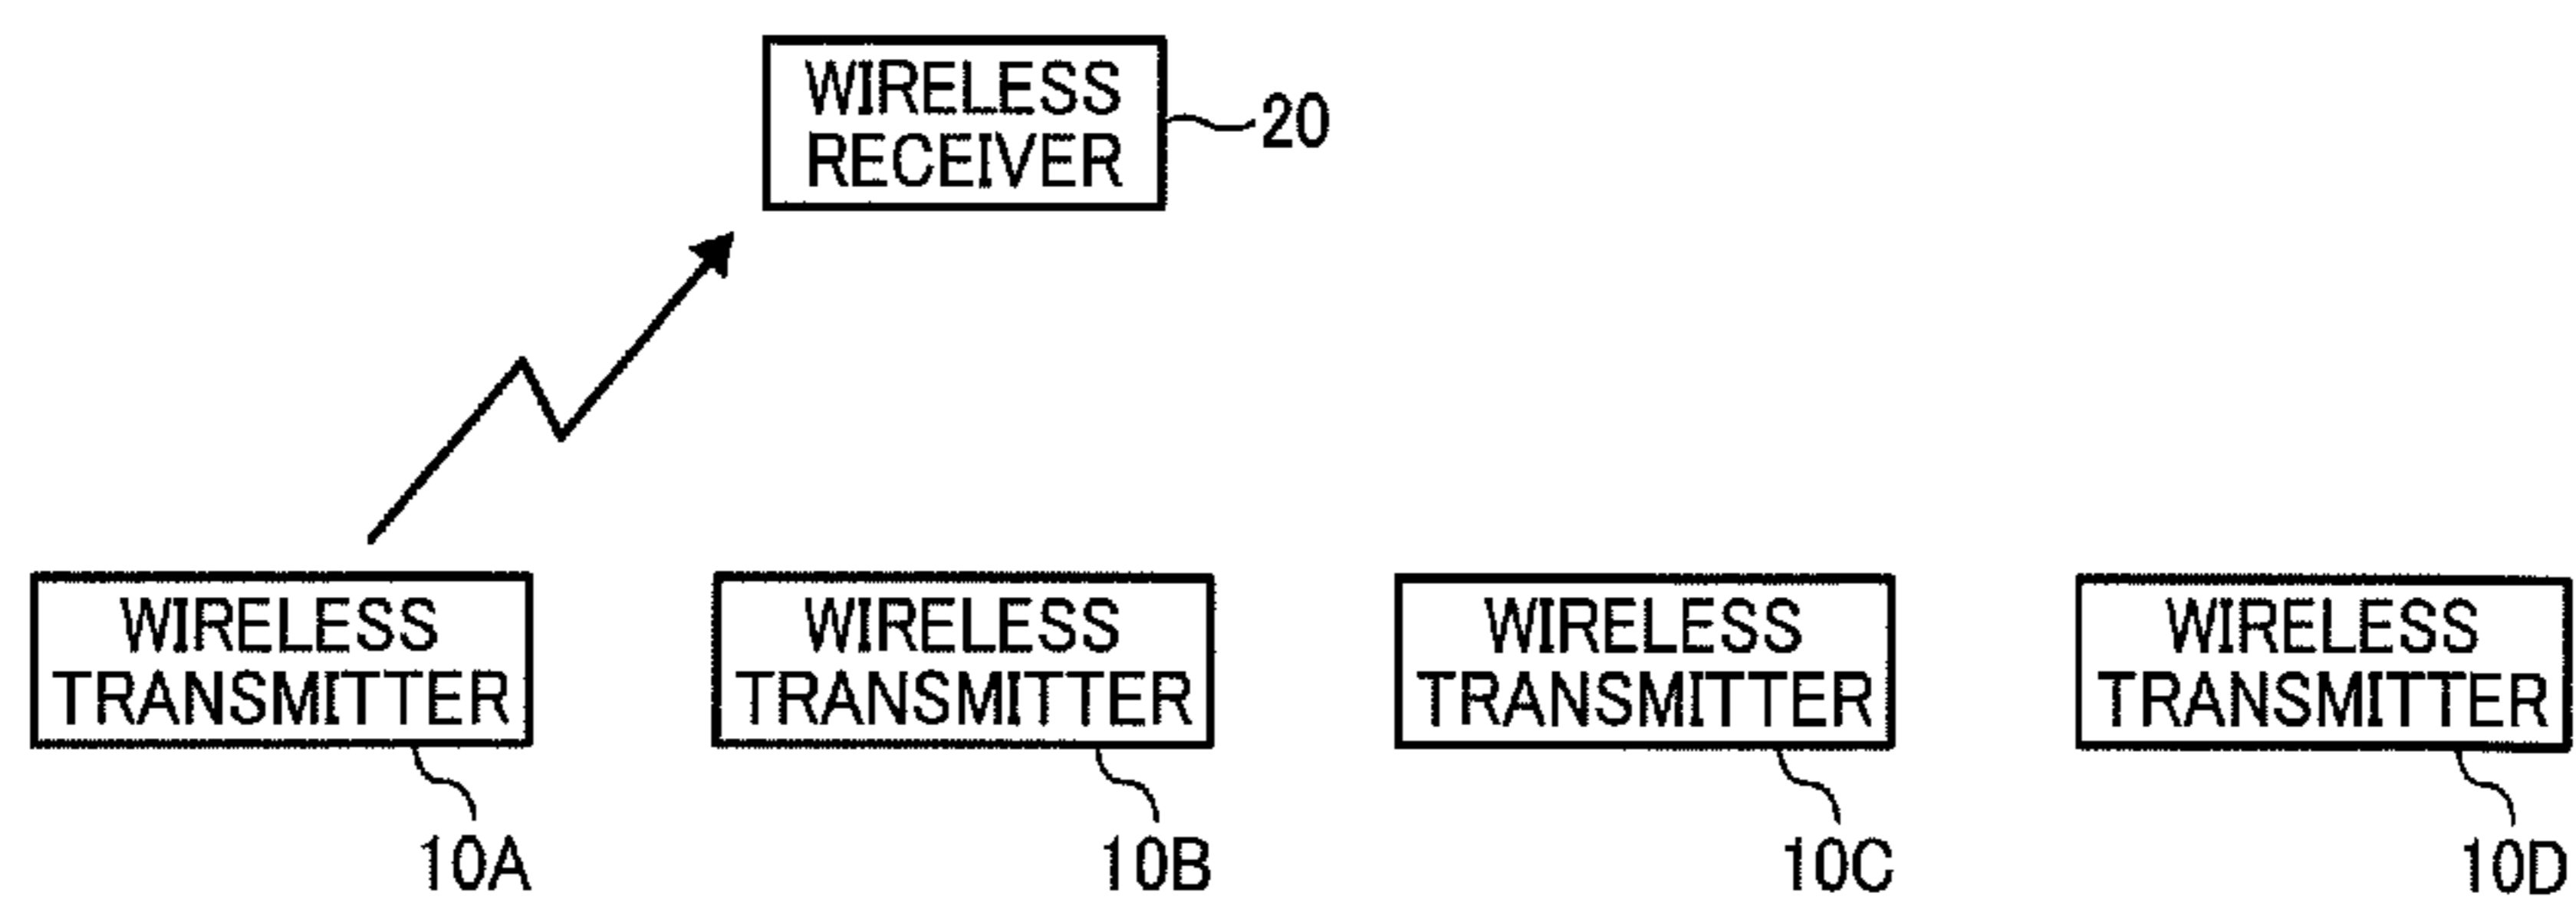 WIRELESS
RECEIVER
20
WIRELESS
TRANSMITTER
10A
WIRELESS
TRANSMITTER
10B
WIRELESS
TRANSMITTER
10C
WIRELESS
TRANSMITTER
10D